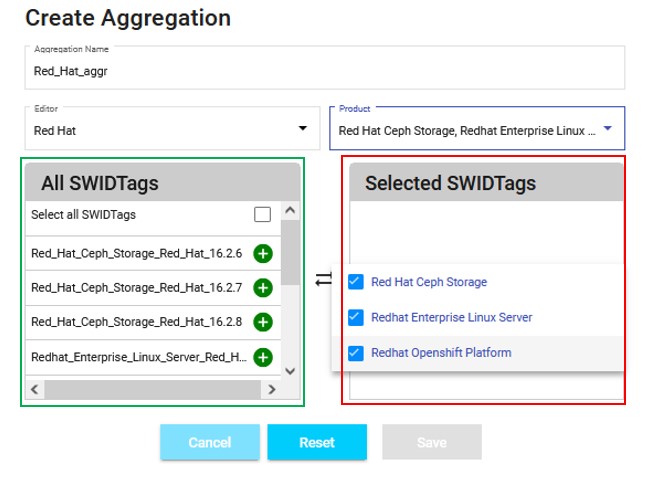 Create Aggregation
Aggregation Name
Red_Hat_aggr
Editor
Red Hat
Product
Red Hat Ceph Storage, Redhat Enterprise Linux ...
All SWIDTags
Select all SWIDTags
Red_Hat_Ceph_Storage_Red_Hat_16.2.6
Red_Hat_Ceph_Storage_Red_Hat_16.2.7
Red_Hat_Ceph_Storage_Red_Hat_16.2.8
Redhat_Enterprise_Linux_Server_Red_H...
Selected SWIDTags
Red Hat Ceph Storage
Redhat Enterprise Linux Server
Redhat Openshift Platform
Cancel
Reset
Save